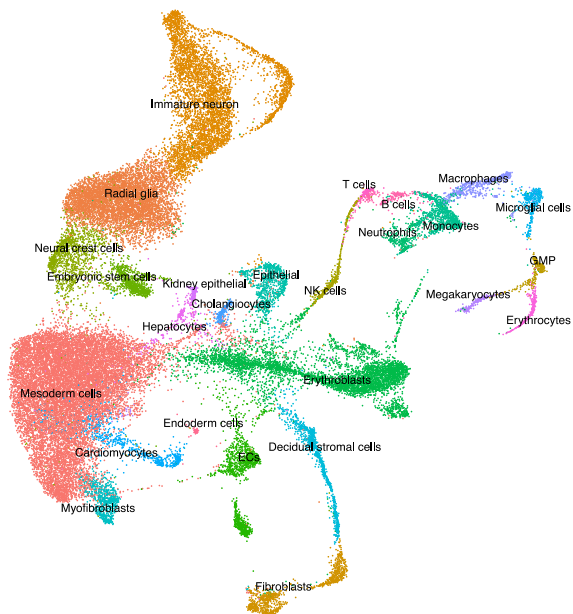 Immature neuron
Macrophages
T cells
Radial glia
B cells
Microglial cells
Monocytes
Neutrophils
Neural crest cells
GMP
Embryonic stem cells
Epithelial
Kidney epithelial
NK cells
Megakaryocytes
Cholangiocytes
Hepatocytes
Erythrocytes
Erythroblasts
Mesoderm cells
Endoderm cells
Decidual stromal cells
Cardiomyocytes
ECs
Myofibroblasts
Fibroblasts